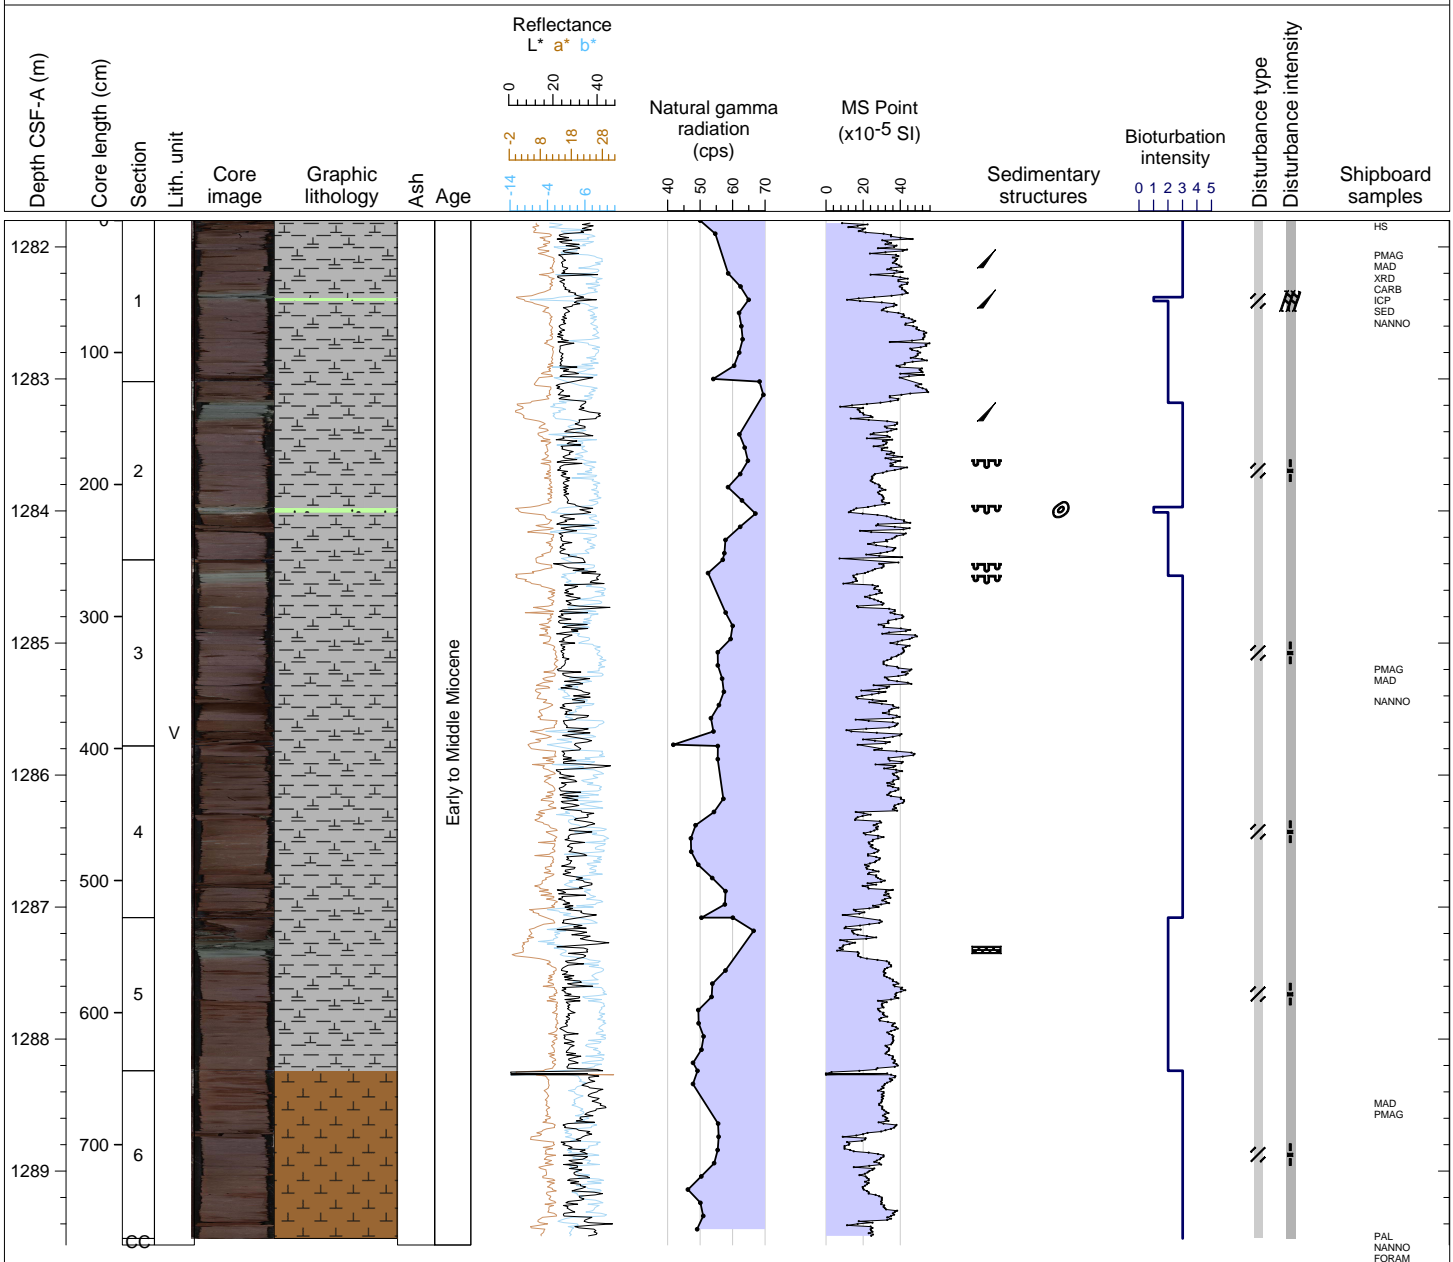 Depth CSF-A (m)
Core length (cm)
Section
Lith. unit
Core
image
Graphic
lithology
Ash
Age
Reflectance
L* a* b*
0 20 40
-2 8 18 28
-14 -4 6
Natural gamma
radiation
(cps)
40 50 60 70
MS Point
(x10-5 SI)
0 20 40
Sedimentary
structures
Bioturbation
intensity
0 1 2 3 4 5
Disturbance type
Disturbance intensity
Shipboard
samples
0
1282
100
1283
200
1284
300
1285
400
1286
500
1287
600
1288
700
1289
1
2
3
4
5
6
CC
V
Early to Middle Miocene
HS
PMAG
MAD
XRD
CARB
ICP
SED
NANNO
PMAG
MAD
NANNO
MAD
PMAG
PAL
NANNO
FORAM